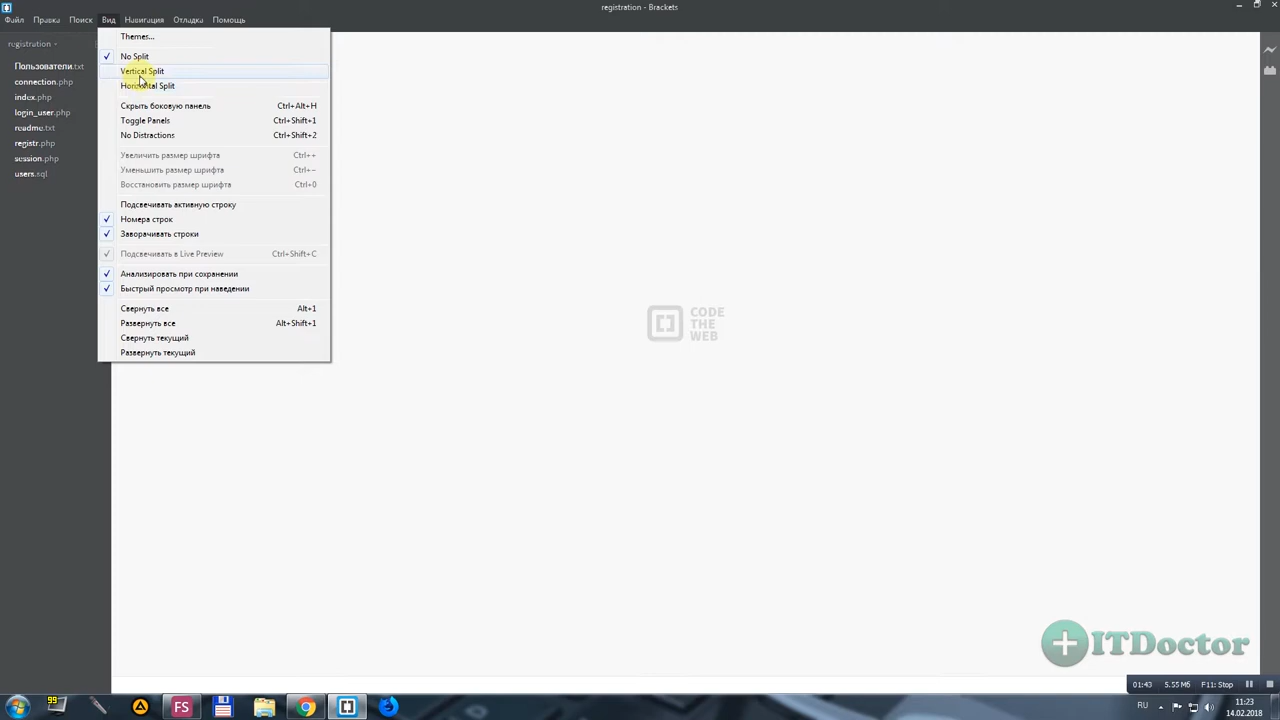 registration - Brackets
Файл Правка Поиск Вид Навигация Отладка Помощь
registration
Пользователи.txt
connection.php
index.php
login_user.php
readme.txt
registr.php
session.php
users.sql
Themes...
No Split
Vertical Split
Horizontal Split
Скрыть боковую панель Ctrl+Alt+H
Toggle Panels Ctrl+Shift+1
No Distractions Ctrl+Shift+2
Увеличить размер шрифта Ctrl++
Уменьшить размер шрифта Ctrl+−
Восстановить размер шрифта Ctrl+0
Подсвечивать активную строку
Номера строк
Заворачивать строки
Подсвечивать в Live Preview Ctrl+Shift+C
Анализировать при сохранении
Быстрый просмотр при наведении
Свернуть все Alt+1
Развернуть все Alt+Shift+1
Свернуть текущий
Развернуть текущий
CODE
THE
WEB
ITDoctor
01:43 5.55 Мб F11: Stop
99
FS
RU
11:23
14.02.2018